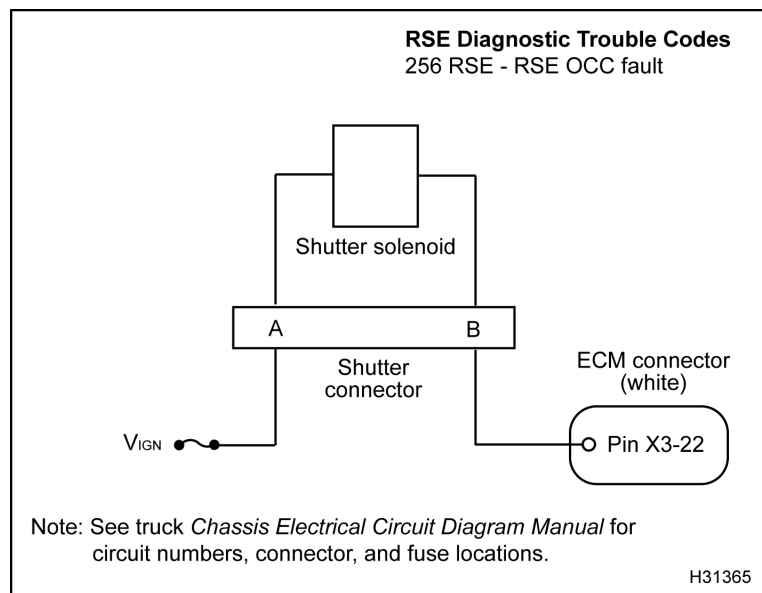 RSE Diagnostic Trouble Codes
256 RSE - RSE OCC fault
Shutter solenoid
A B
Shutter
connector
ECM connector
(white)
VIGN
Pin X3-22
Note: See truck Chassis Electrical Circuit Diagram Manual for
circuit numbers, connector, and fuse locations.
H31365